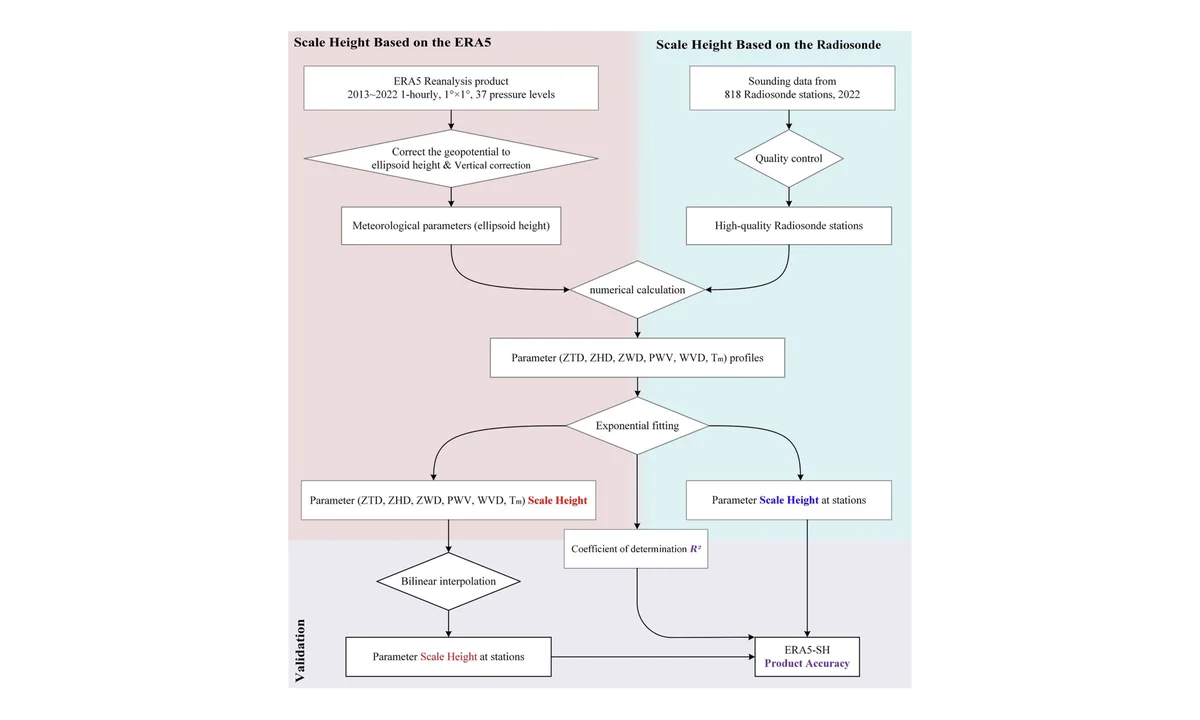 Scale Height Based on the ERA5
Scale Height Based on the Radiosonde
ERA5 Reanalysis product
2013~2022 1-hourly, 1°×1°, 37 pressure levels
Sounding data from
818 Radiosonde stations, 2022
Correct the geopotential to
ellipsoid height & Vertical correction
Quality control
Meteorological parameters (ellipsoid height)
High-quality Radiosonde stations
numerical calculation
Parameter (ZTD, ZHD, ZWD, PWV, WVD, Tm) profiles
Exponential fitting
Parameter (ZTD, ZHD, ZWD, PWV, WVD, Tm) Scale Height
Parameter Scale Height at stations
Coefficient of determination R²
Bilinear interpolation
Validation
Parameter Scale Height at stations
ERA5-SH
Product Accuracy